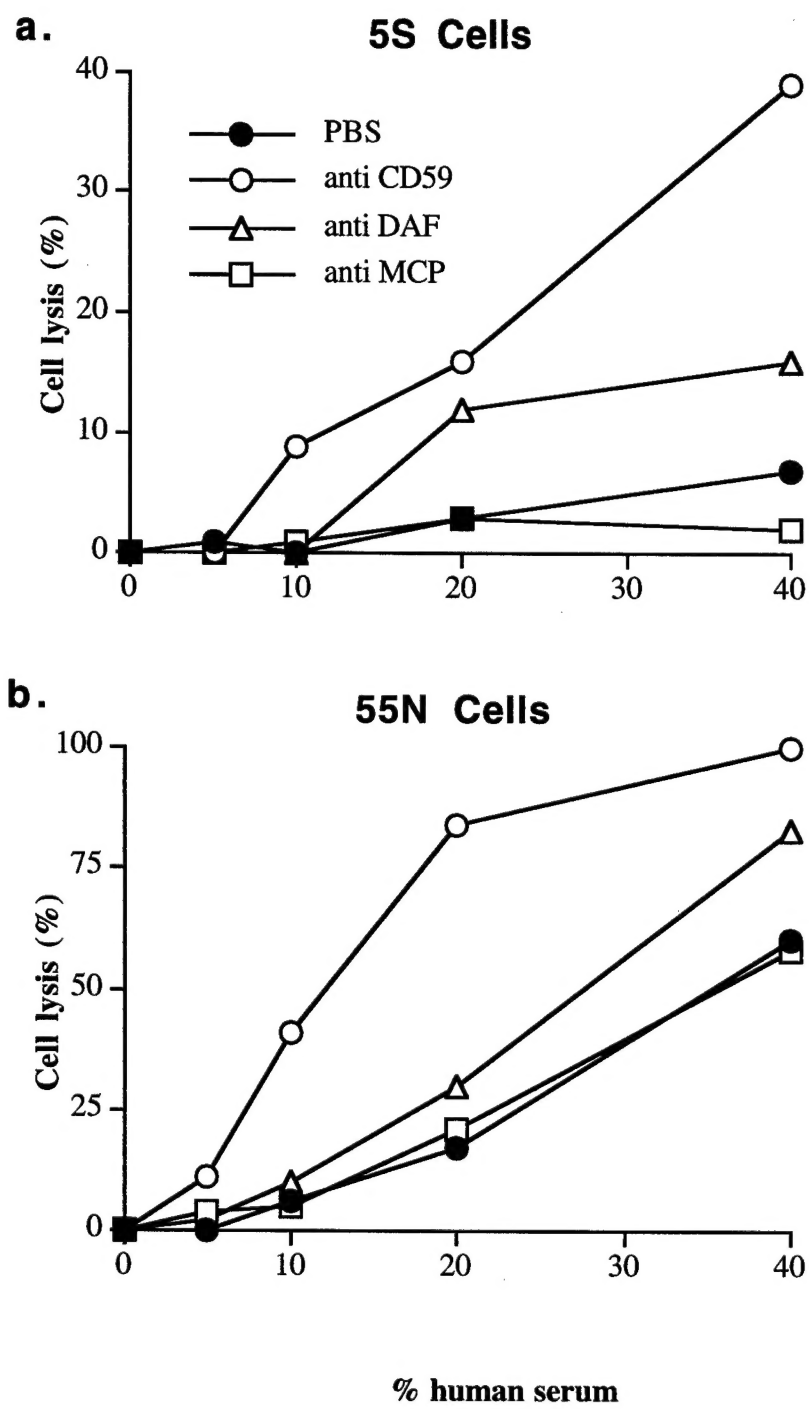 a.
5S Cells
40
30
20
10
0
Cell lysis (%)
PBS
anti CD59
anti DAF
anti MCP
0 10 20 30 40
b.
55N Cells
100
75
50
25
0
Cell lysis (%)
0 10 20 30 40
% human serum